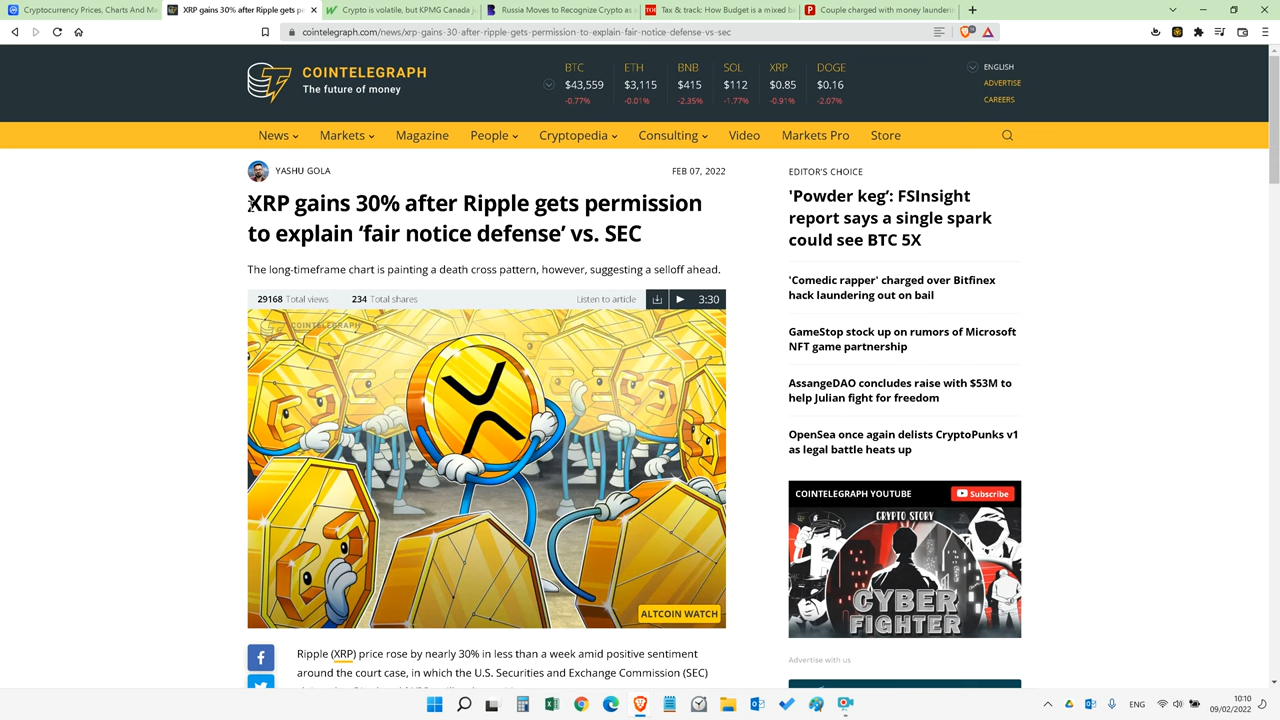 Cryptocurrency Prices, Charts And Ma
XRP gains 30% after Ripple gets pe
Crypto is volatile, but KPMG Canada j
Russia Moves to Recognize Crypto as
Tax & track: How Budget is a mixed b
Couple charged with money launderin
cointelegraph.com/news/xrp-gains-30-after-ripple-gets-permission-to-explain-fair-notice-defense-vs-sec
COINTELEGRAPH
The future of money
BTC ETH BNB SOL XRP DOGE
$43,559 $3,115 $415 $112 $0.85 $0.16
-0.77% -0.01% -2.35% -1.77% -0.91% -2.07%
ENGLISH
ADVERTISE
CAREERS
News Markets Magazine People Cryptopedia Consulting Video Markets Pro Store
YASHU GOLA
FEB 07, 2022
XRP gains 30% after Ripple gets permission
to explain ‘fair notice defense’ vs. SEC
The long-timeframe chart is painting a death cross pattern, however, suggesting a selloff ahead.
29168 Total views 234 Total shares Listen to article 3:30
COINTELEGRAPH
ALTCOIN WATCH
Ripple (XRP) price rose by nearly 30% in less than a week amid positive sentiment
around the court case, in which the U.S. Securities and Exchange Commission (SEC)
EDITOR'S CHOICE
'Powder keg’: FSInsight
report says a single spark
could see BTC 5X
'Comedic rapper' charged over Bitfinex
hack laundering out on bail
GameStop stock up on rumors of Microsoft
NFT game partnership
AssangeDAO concludes raise with $53M to
help Julian fight for freedom
OpenSea once again delists CryptoPunks v1
as legal battle heats up
COINTELEGRAPH YOUTUBE
Subscribe
CRYPTO STORY
CYBER
FIGHTER
Advertise with us
ENG
10:10
09/02/2022